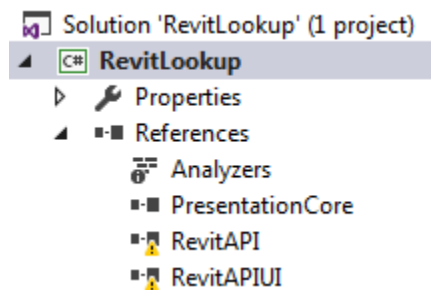 Solution 'RevitLookup' (1 project)
C# RevitLookup
Properties
References
Analyzers
PresentationCore
RevitAPI
RevitAPIUI